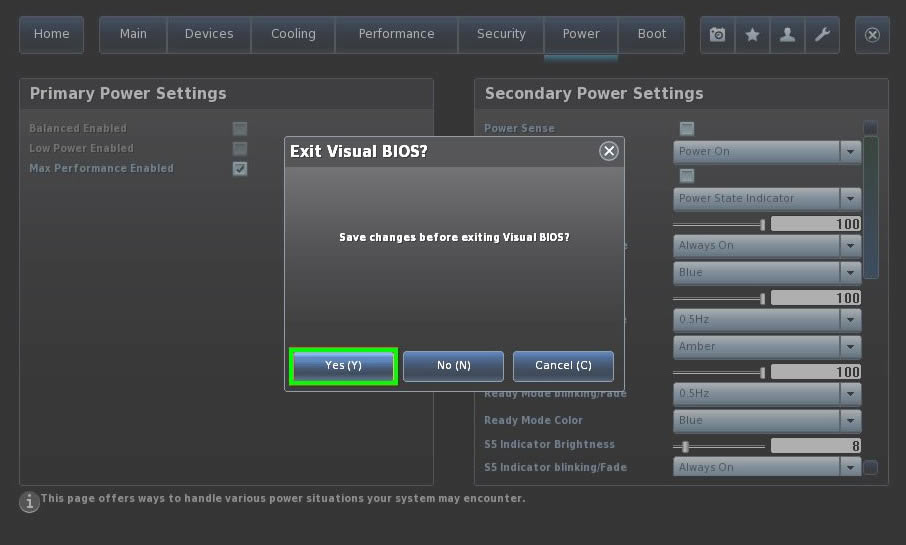 Home
Main
Devices
Cooling
Performance
Security
Power
Boot
Primary Power Settings
Balanced Enabled
Low Power Enabled
Max Performance Enabled
Secondary Power Settings
Power Sense
Power On
Power State Indicator
100
Always On
Blue
100
0.5Hz
Amber
100
Ready Mode blinking/Fade
0.5Hz
Ready Mode Color
Blue
S5 Indicator Brightness
8
S5 Indicator blinking/Fade
Always On
Exit Visual BIOS?
Save changes before exiting Visual BIOS?
Yes (Y)
No (N)
Cancel (C)
This page offers ways to handle various power situations your system may encounter.